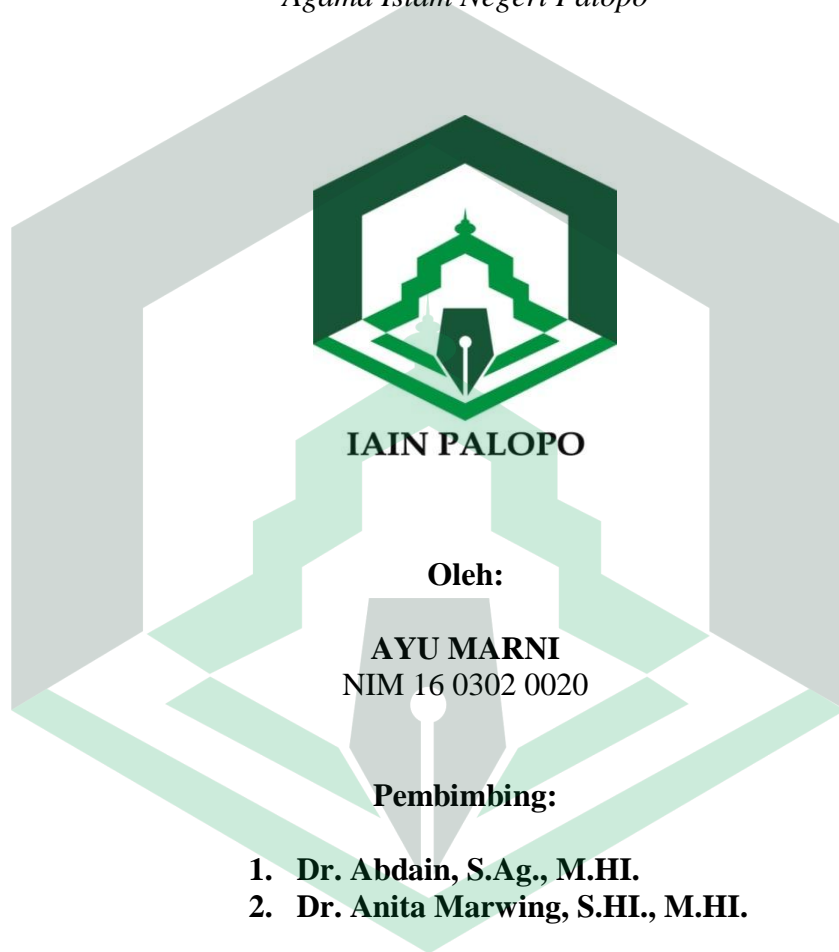 Agama Islam Negeri Palopo
IAIN PALOPO
Oleh:
AYU MARNI
NIM 16 0302 0020
Pembimbing:
1. Dr. Abdain, S.Ag., M.HI.
2. Dr. Anita Marwing, S.HI., M.HI.